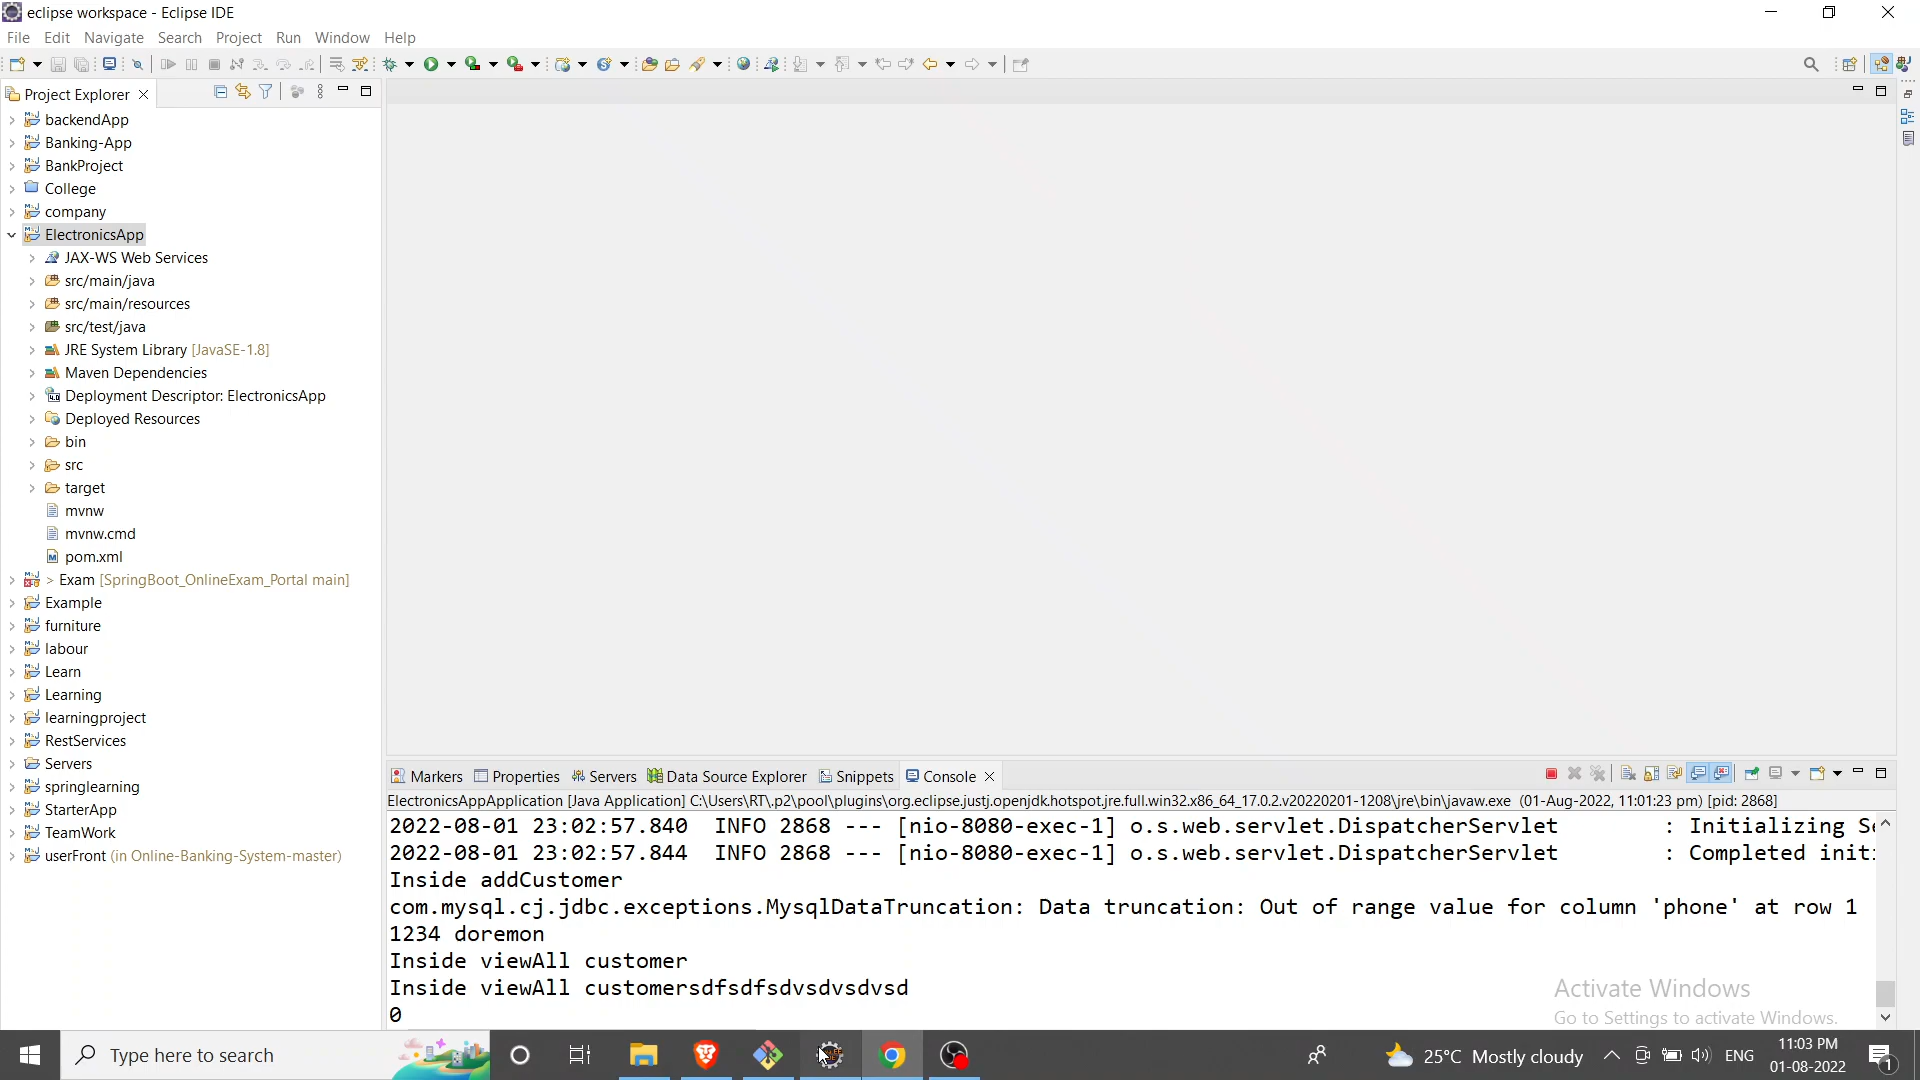 eclipse workspace - Eclipse IDE
File Edit Navigate Search Project Run Window Help
Project Explorer
backendApp
Banking-App
BankProject
College
company
ElectronicsApp
JAX-WS Web Services
src/main/java
src/main/resources
src/test/java
JRE System Library [JavaSE-1.8]
Maven Dependencies
Deployment Descriptor: ElectronicsApp
Deployed Resources
bin
src
target
mvnw
mvnw.cmd
pom.xml
> Exam [SpringBoot_OnlineExam_Portal main]
Example
furniture
labour
Learn
Learning
learningproject
RestServices
Servers
springlearning
StarterApp
TeamWork
userFront (in Online-Banking-System-master)
Markers Properties Servers Data Source Explorer Snippets Console
ElectronicsAppApplication [Java Application] C:\Users\RT\.p2\pool\plugins\org.eclipse.justj.openjdk.hotspot.jre.full.win32.x86_64_17.0.2.v20220201-1208\jre\bin\javaw.exe (01-Aug-2022, 11:01:23 pm) [pid: 2868]
2022-08-01 23:02:57.840 INFO 2868 --- [nio-8080-exec-1] o.s.web.servlet.DispatcherServlet : Initializing Se
2022-08-01 23:02:57.844 INFO 2868 --- [nio-8080-exec-1] o.s.web.servlet.DispatcherServlet : Completed initi
Inside addCustomer
com.mysql.cj.jdbc.exceptions.MysqlDataTruncation: Data truncation: Out of range value for column 'phone' at row 1
1234 doremon
Inside viewAll customer
Inside viewAll customersdfsdfsdvsdvsdvsd
0
Activate Windows
Go to Settings to activate Windows.
Type here to search
25°C Mostly cloudy
ENG
11:03 PM
01-08-2022
1